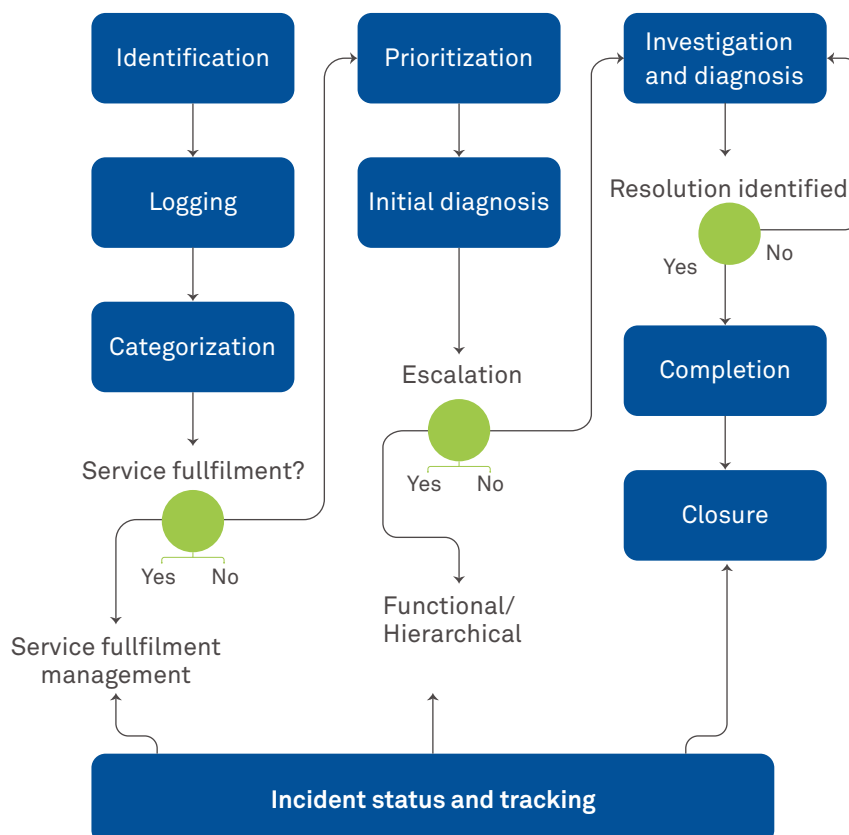 Identification
Logging
Categorization
Service fullfilment?
Yes No
Service fullfilment
management
Prioritization
Initial diagnosis
Escalation
Yes No
Functional/
Hierarchical
Investigation
and diagnosis
Resolution identified
Yes No
Completion
Closure
Incident status and tracking